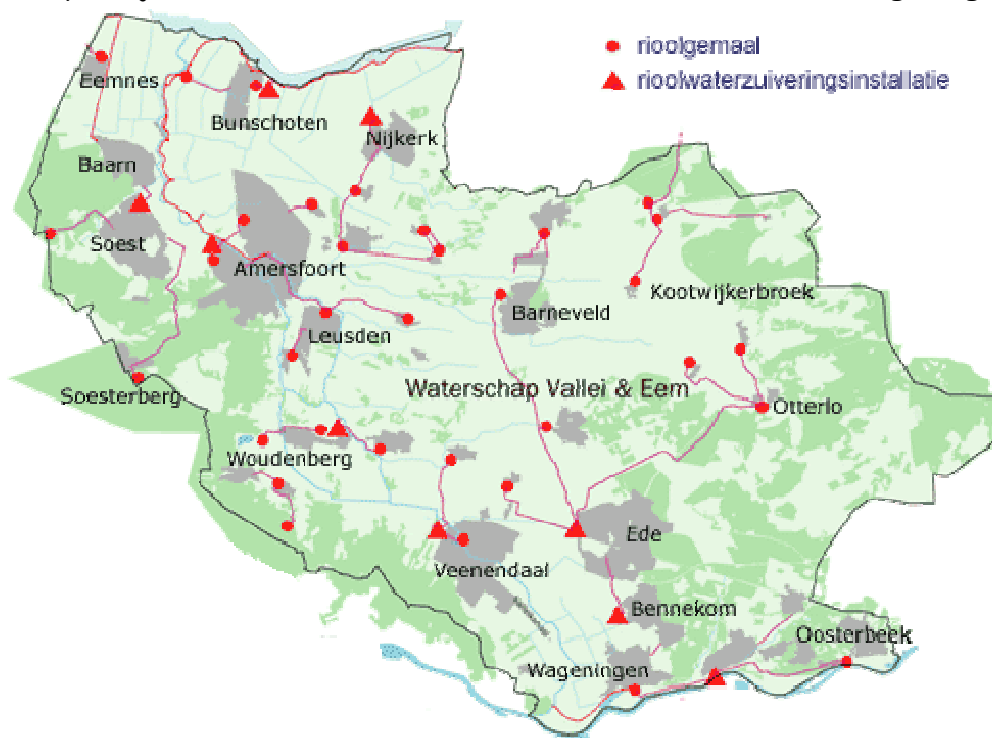 rioolgemaal
rioolwaterzuiveringsinstallatie
Eemnes
Bunschoten
Nijkerk
Baarn
Soest
Amersfoort
Kootwijkerbroek
Barneveld
Leusden
Waterschap Vallei & Eem
Soesterberg
Otterlo
Woudenberg
Ede
Veenendaal
Bennekom
Oosterbeek
Wageningen